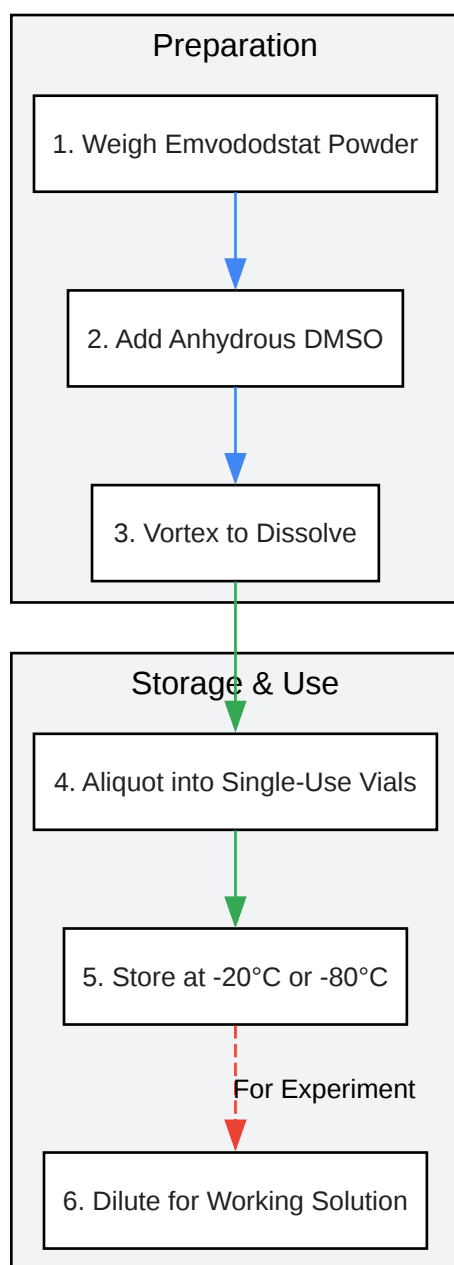 Preparation
1. Weigh Emvododstat Powder
2. Add Anhydrous DMSO
3. Vortex to Dissolve
Storage & Use
4. Aliquot into Single-Use Vials
5. Store at -20°C or -80°C
For Experiment
6. Dilute for Working Solution